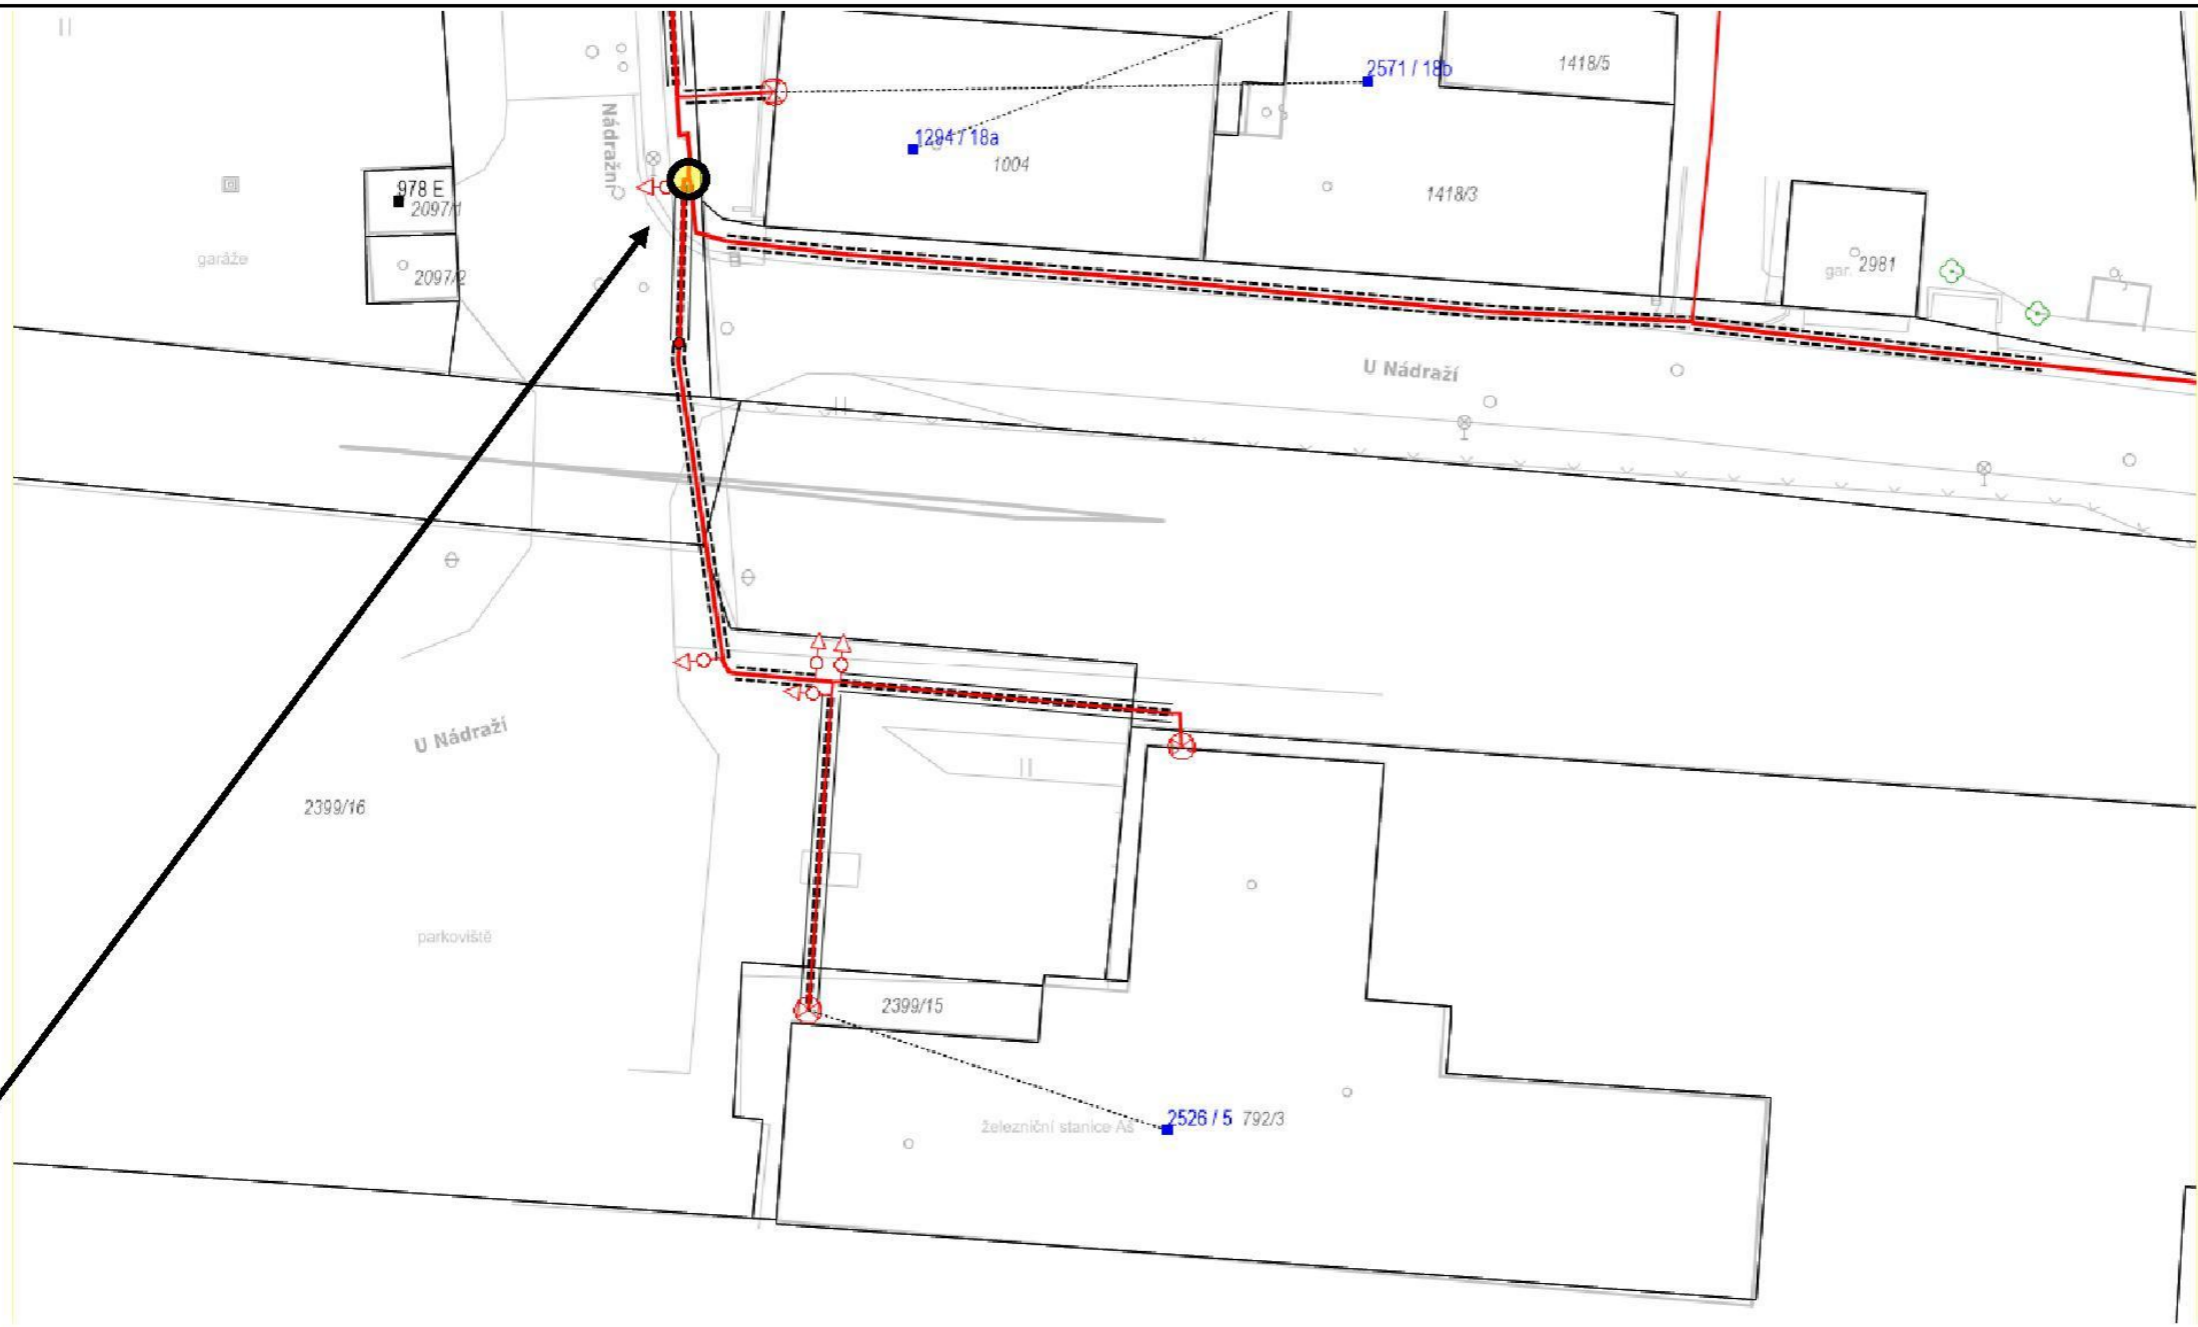 2571 / 18b
1418/5
Nádražní
1294 / 18a
1004
978 E
2097/1
1418/3
garáže
2097/2
gar. 2981
U Nádraží
U Nádraží
2399/16
parkoviště
2399/15
železniční stanice Aš
2526 / 5 792/3